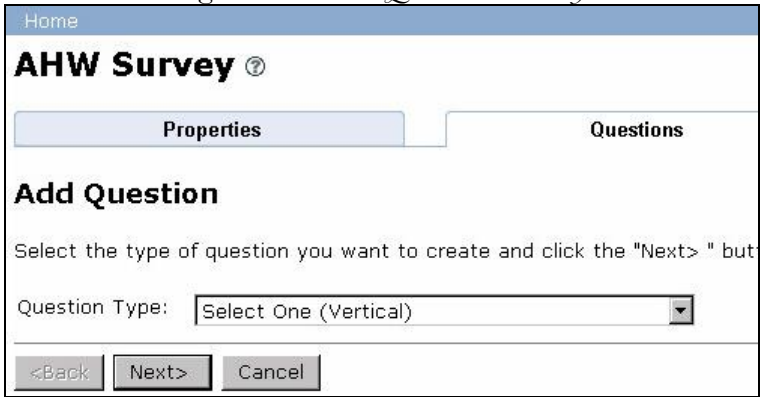 Home
AHW Survey ?
Properties Questions
Add Question
Select the type of question you want to create and click the "Next> "
Question Type: Select One (Vertical)
<Back Next> Cancel